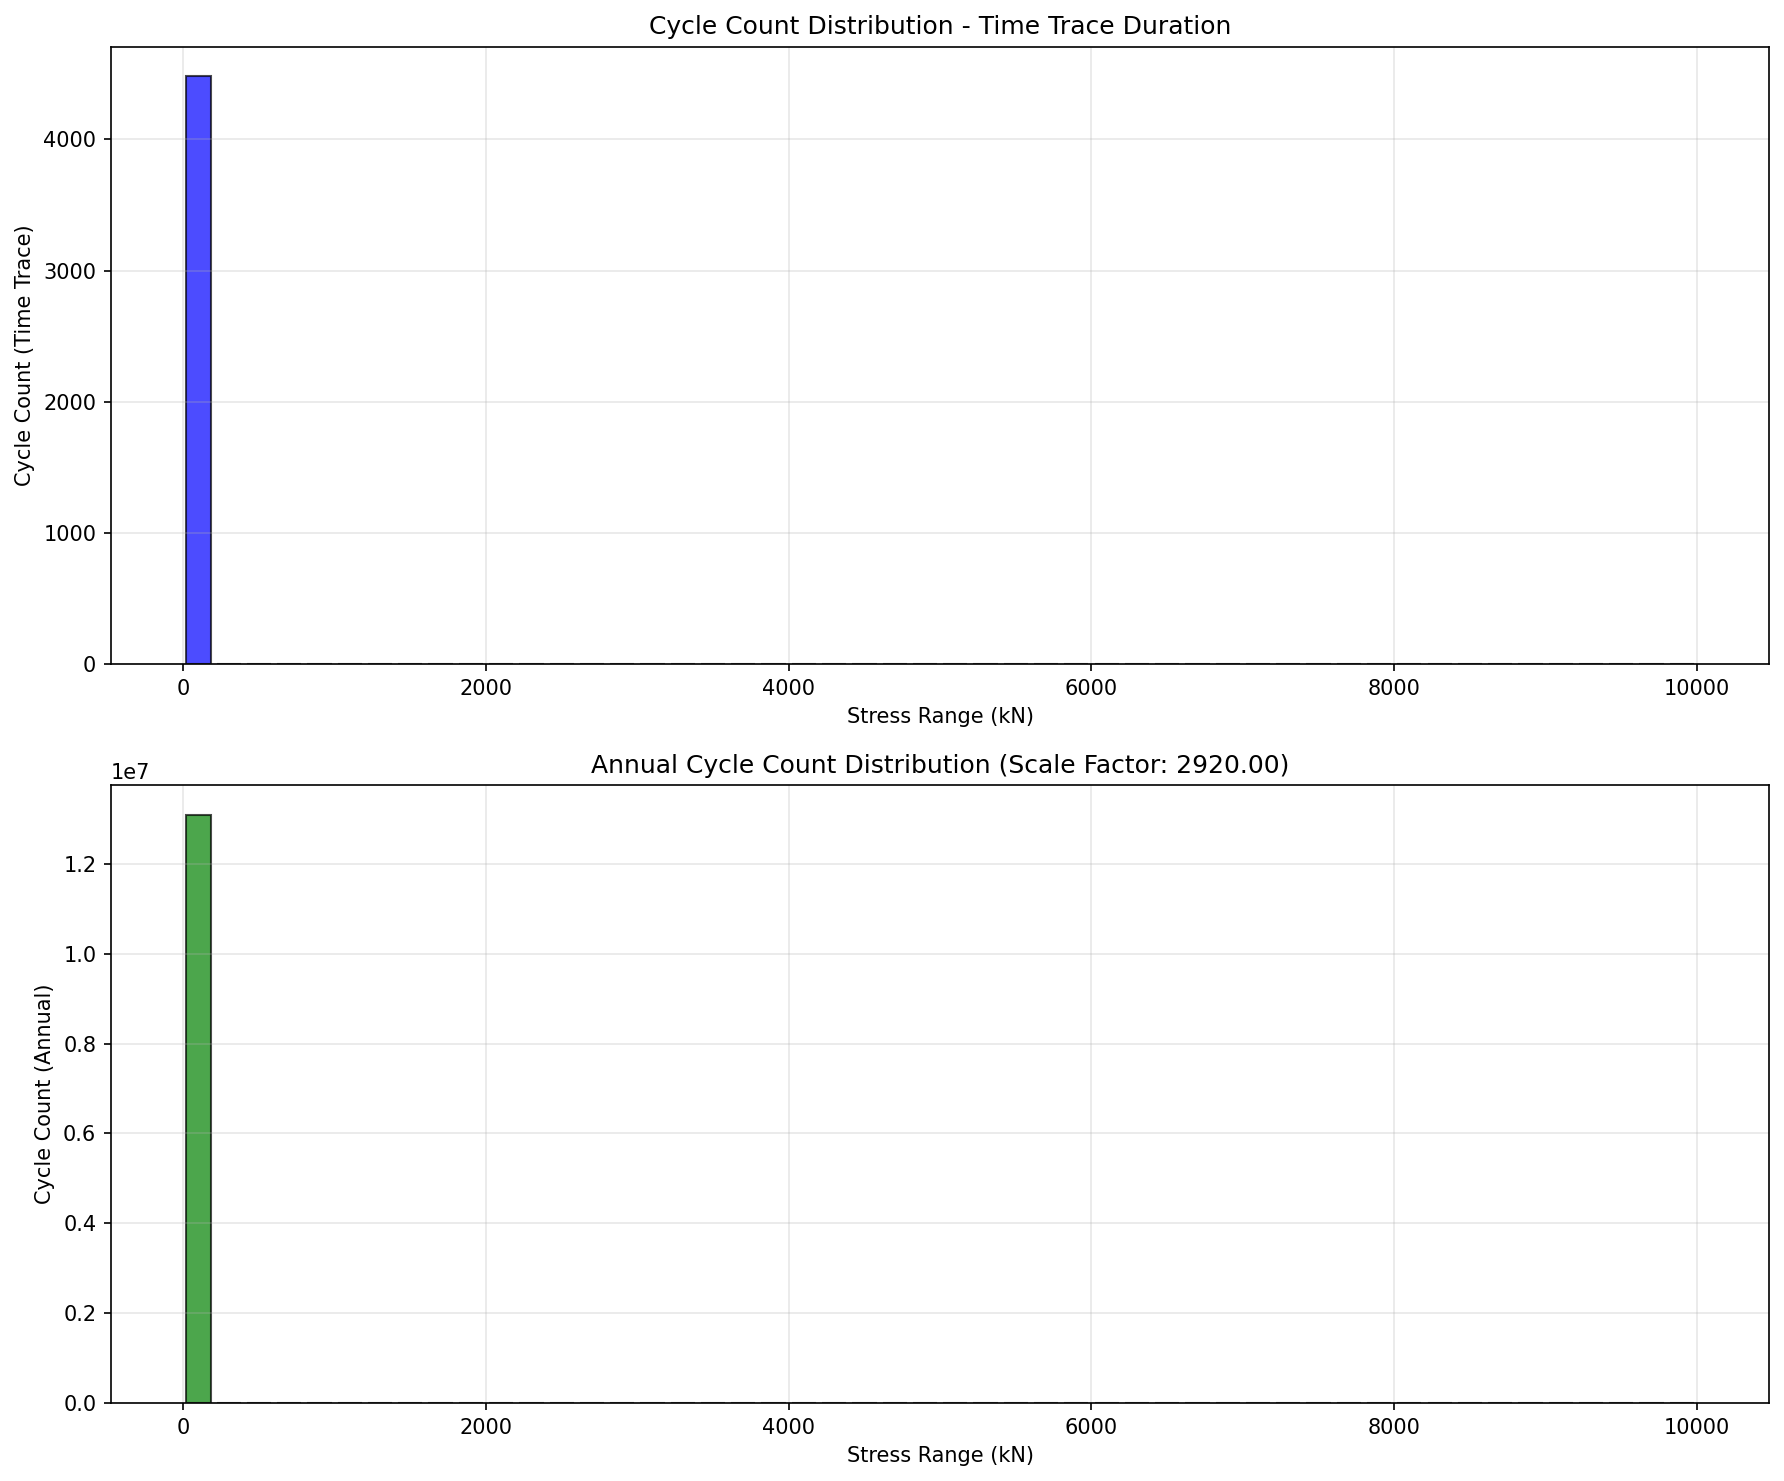 Cycle Count Distribution - Time Trace Duration
4000
3000
2000
1000
0
Cycle Count (Time Trace)
0 2000 4000 6000 8000 10000
Stress Range (kN)
Annual Cycle Count Distribution (Scale Factor: 2920.00)
1e7
1.2
1.0
0.8
0.6
0.4
0.2
0.0
Cycle Count (Annual)
0 2000 4000 6000 8000 10000
Stress Range (kN)